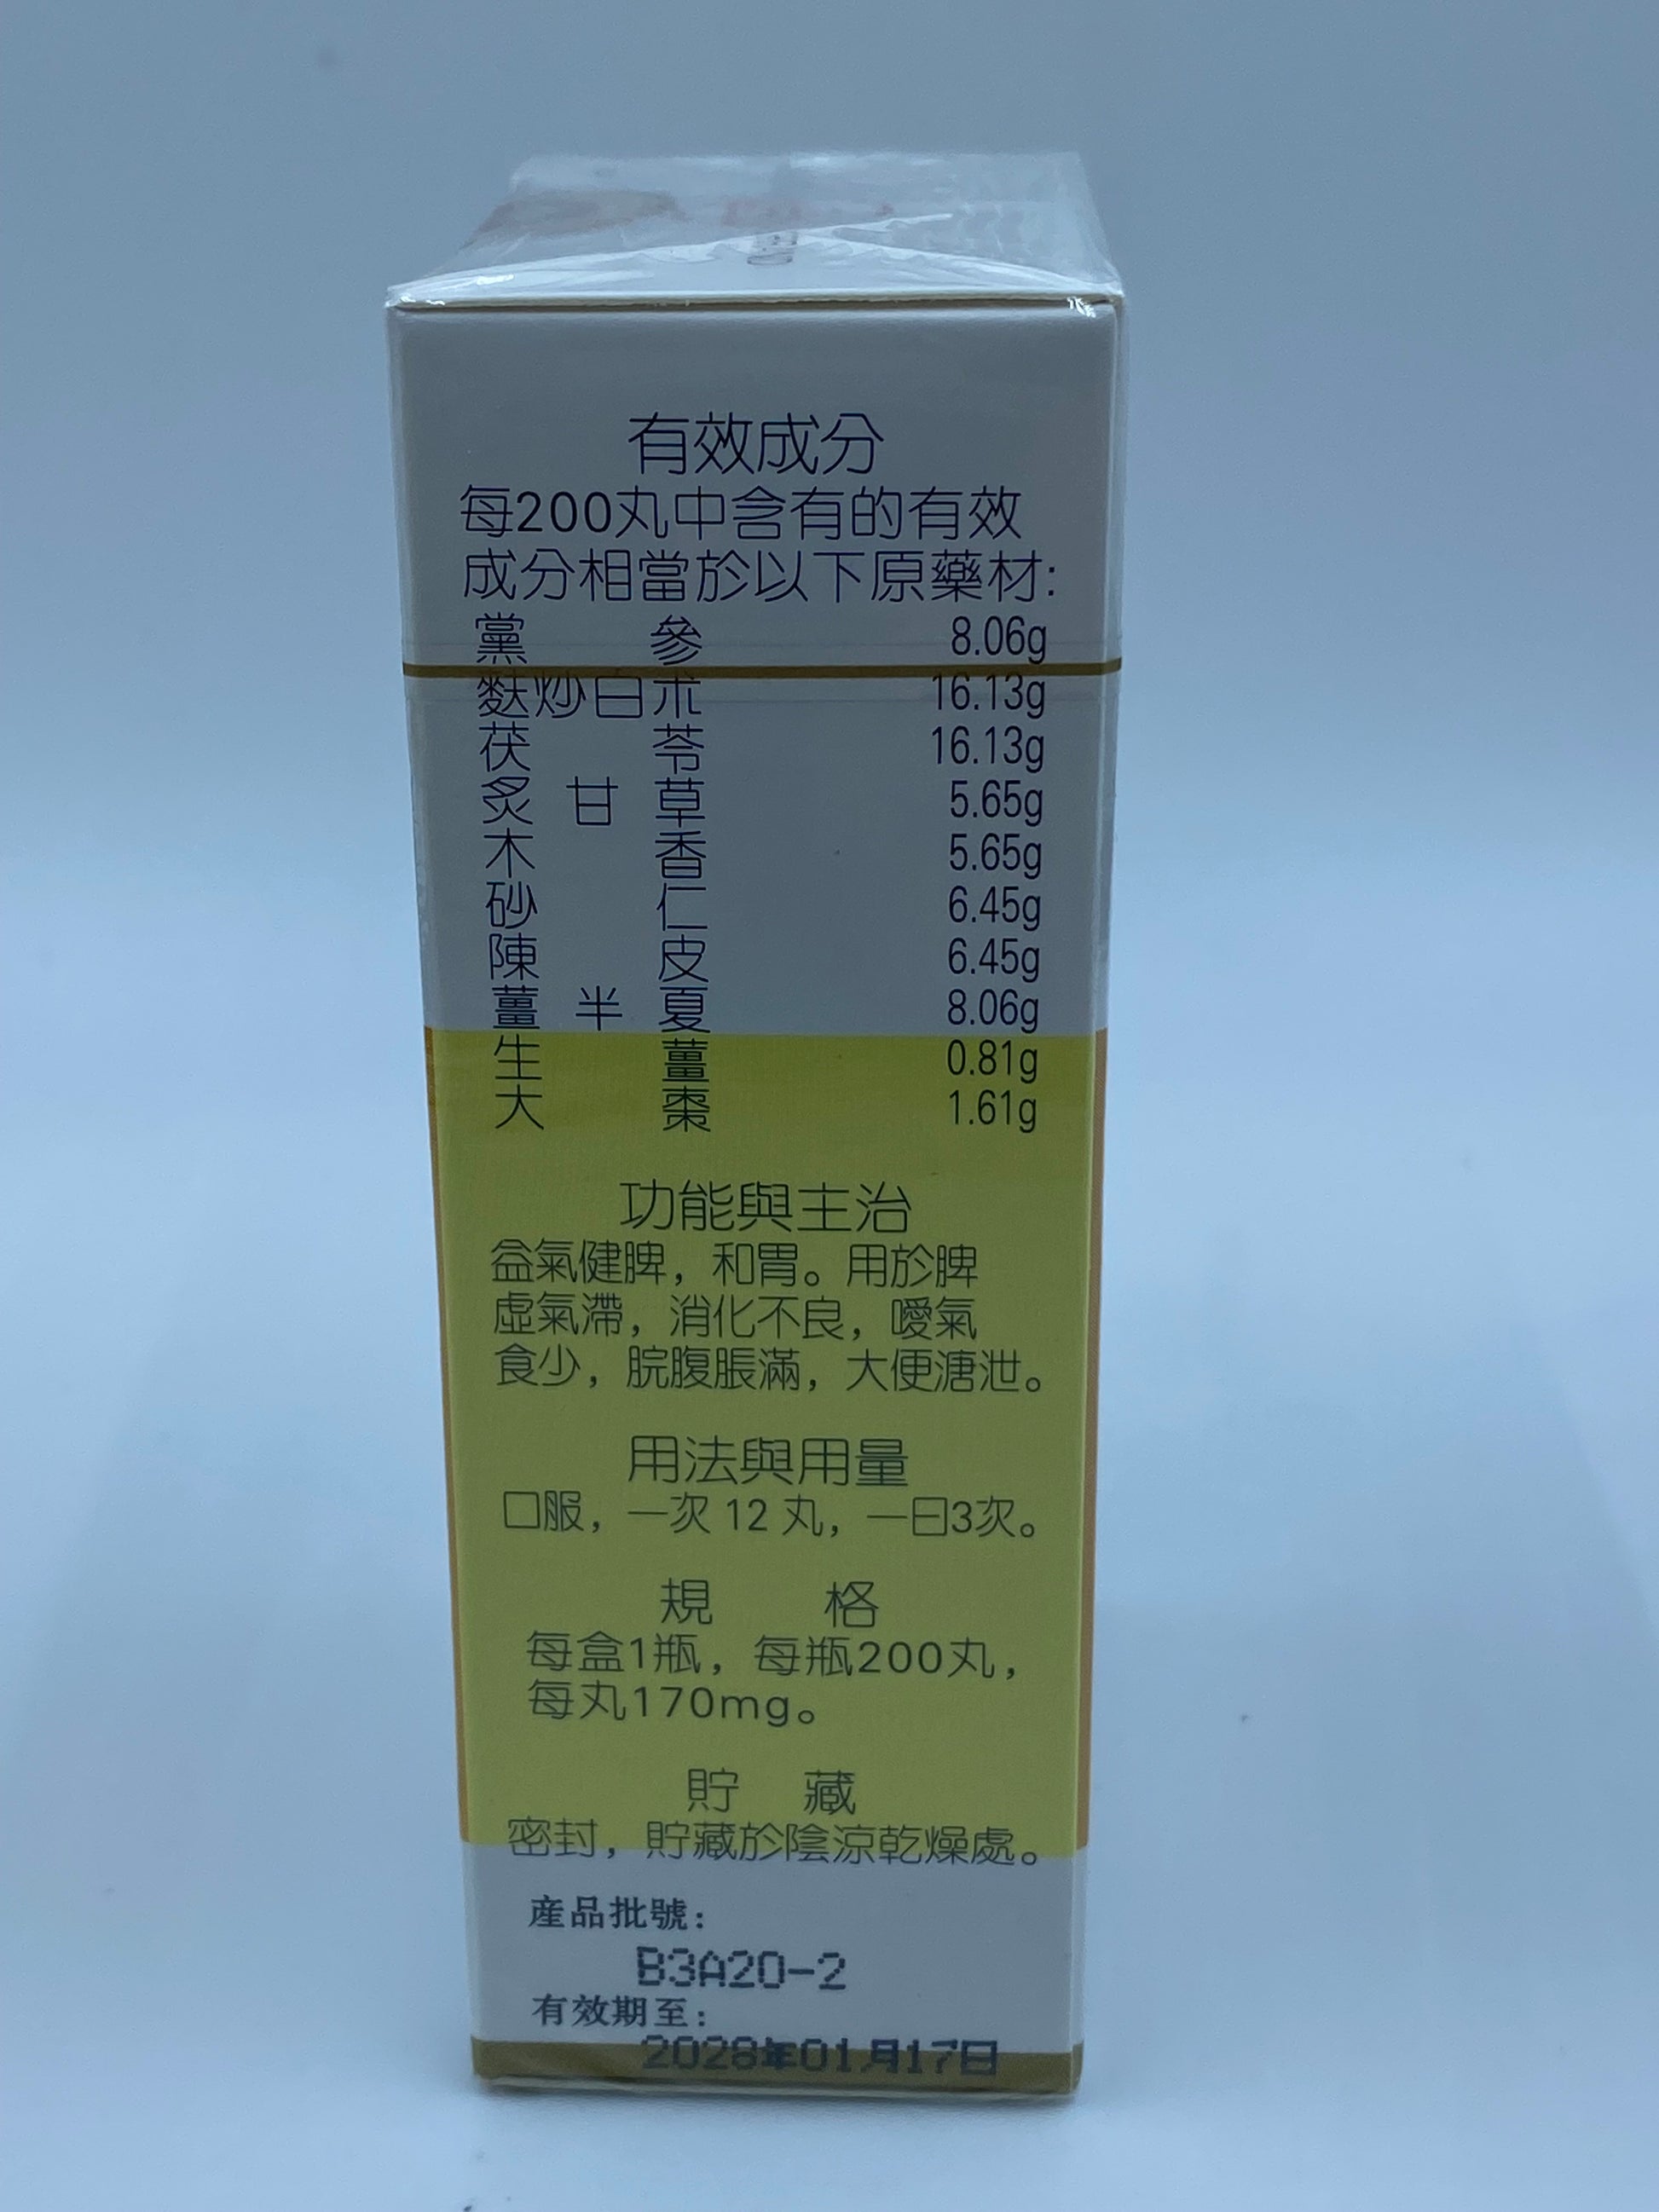 有效成分
每200丸中含有的有效
成分相當於以下原藥材:
黨參 8.06g
麩炒白朮 16.13g
茯苓 16.13g
炙甘草 5.65g
木香 5.65g
砂仁 6.45g
陳皮 6.45g
薑半夏 8.06g
生薑 0.81g
大棗 1.61g
功能與主治
益氣健脾，和胃。用於脾
虛氣滯，消化不良，噯氣
食少，脘腹脹滿，大便溏泄。
用法與用量
口服，一次 12 丸，一日3次。
規格
每盒1瓶，每瓶200丸，
每丸170mg。
貯藏
密封，貯藏於陰涼乾燥處。
産品批號:
B3A20-2
有效期至:
2028年01月17日